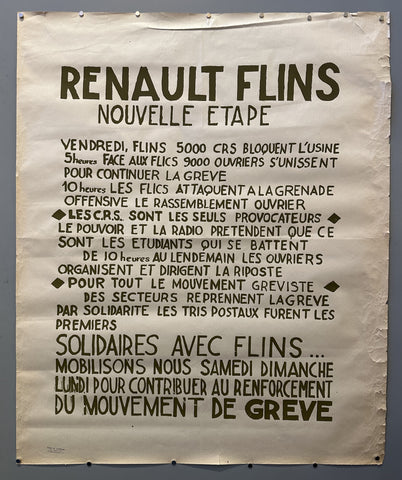 RENAULT FLINS
NOUVELLE ETAPE
VENDREDI, FLINS 5000 CRS BLOQUENT L'USINE
5heures FACE AUX FLICS 9000 OUVRIERS S'UNISSENT
POUR CONTINUER LA GREVE
10heures LES FLICS ATTAQUENT A LA GRENADE
OFFENSIVE LE RASSEMBLEMENT OUVRIER
◆ LES C.R.S. SONT LES SEULS PROVOCATEURS ◆
LE POUVOIR ET LA RADIO PRETENDENT QUE CE
SONT LES ETUDIANTS QUI SE BATTENT
DE 10 heures AU LENDEMAIN LES OUVRIERS
ORGANISENT ET DIRIGENT LA RIPOSTE
◆ POUR TOUT LE MOUVEMENT GREVISTE ◆
DES SECTEURS REPRENNENT LA GREVE
PAR SOLIDARITE LES TRIS POSTAUX FURENT LES
PREMIERS
SOLIDAIRES AVEC FLINS...
MOBILISONS NOUS SAMEDI DIMANCHE
LUNDI POUR CONTRIBUER AU RENFORCEMENT
DU MOUVEMENT DE GREVE